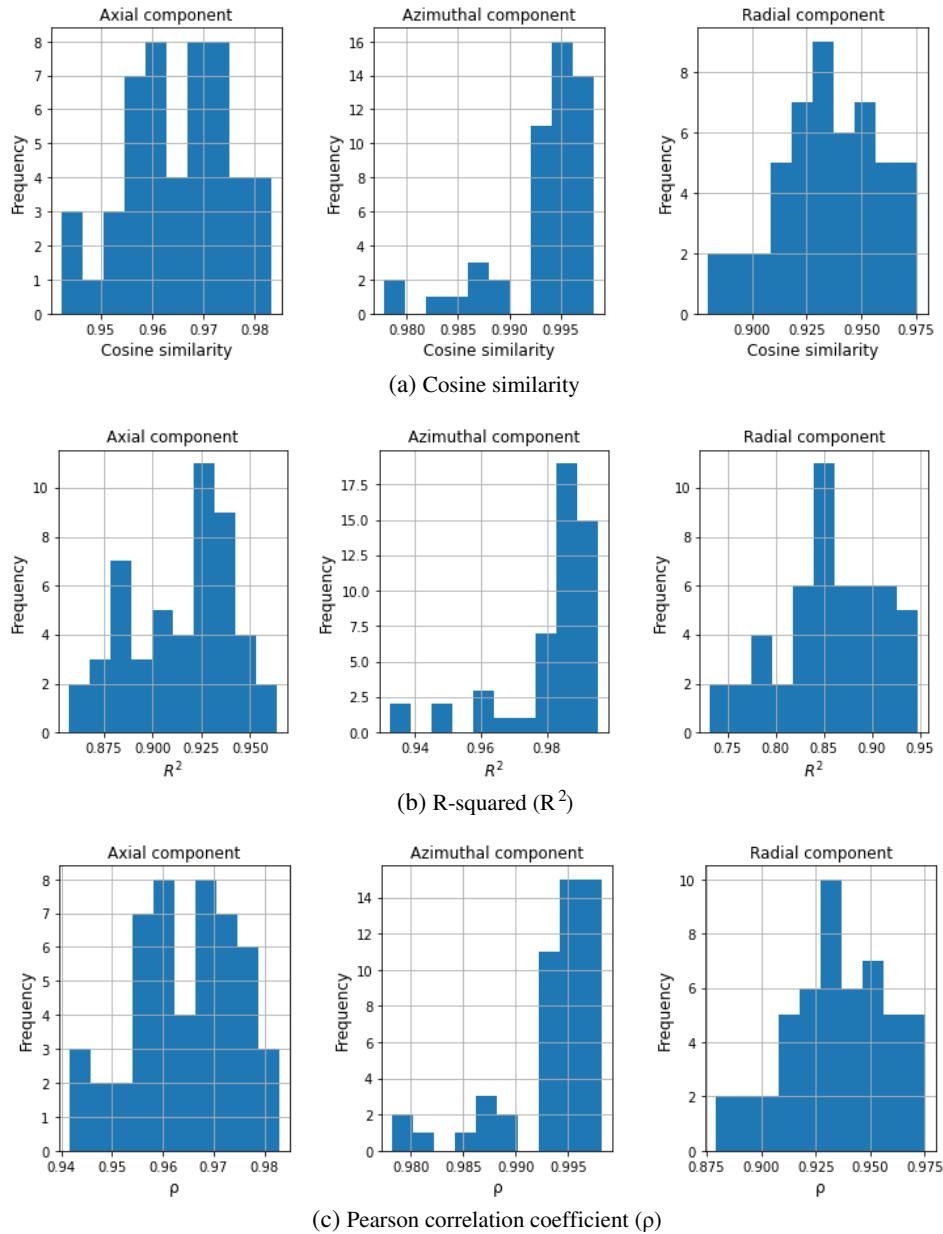 Axial component
Azimuthal component
Radial component
Frequency
8
7
6
5
4
3
2
1
0
0.95 0.96 0.97 0.98
Cosine similarity
Frequency
16
14
12
10
8
6
4
2
0
0.980 0.985 0.990 0.995
Cosine similarity
Frequency
8
6
4
2
0
0.900 0.925 0.950 0.975
Cosine similarity
(a) Cosine similarity
Axial component
Azimuthal component
Radial component
Frequency
10
8
6
4
2
0
0.875 0.900 0.925 0.950
R²
Frequency
17.5
15.0
12.5
10.0
7.5
5.0
2.5
0.0
0.94 0.96 0.98
R²
Frequency
10
8
6
4
2
0
0.75 0.80 0.85 0.90 0.95
R²
(b) R-squared (R²)
Axial component
Azimuthal component
Radial component
Frequency
8
7
6
5
4
3
2
1
0
0.94 0.95 0.96 0.97 0.98
ρ
Frequency
14
12
10
8
6
4
2
0
0.980 0.985 0.990 0.995
ρ
Frequency
10
8
6
4
2
0
0.875 0.900 0.925 0.950 0.975
ρ
(c) Pearson correlation coefficient (ρ)